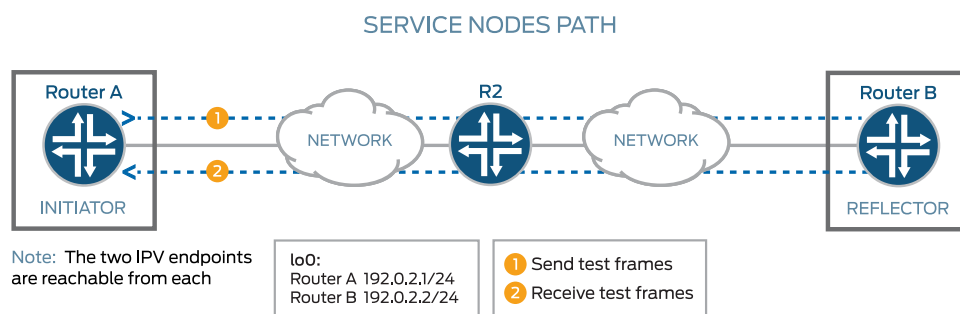 SERVICE NODES PATH
Router A
R2
Router B
1
NETWORK
NETWORK
2
INITIATOR
REFLECTOR
Note: The two IPV endpoints
are reachable from each
lo0:
Router A 192.0.2.1/24
Router B 192.0.2.2/24
1 Send test frames
2 Receive test frames